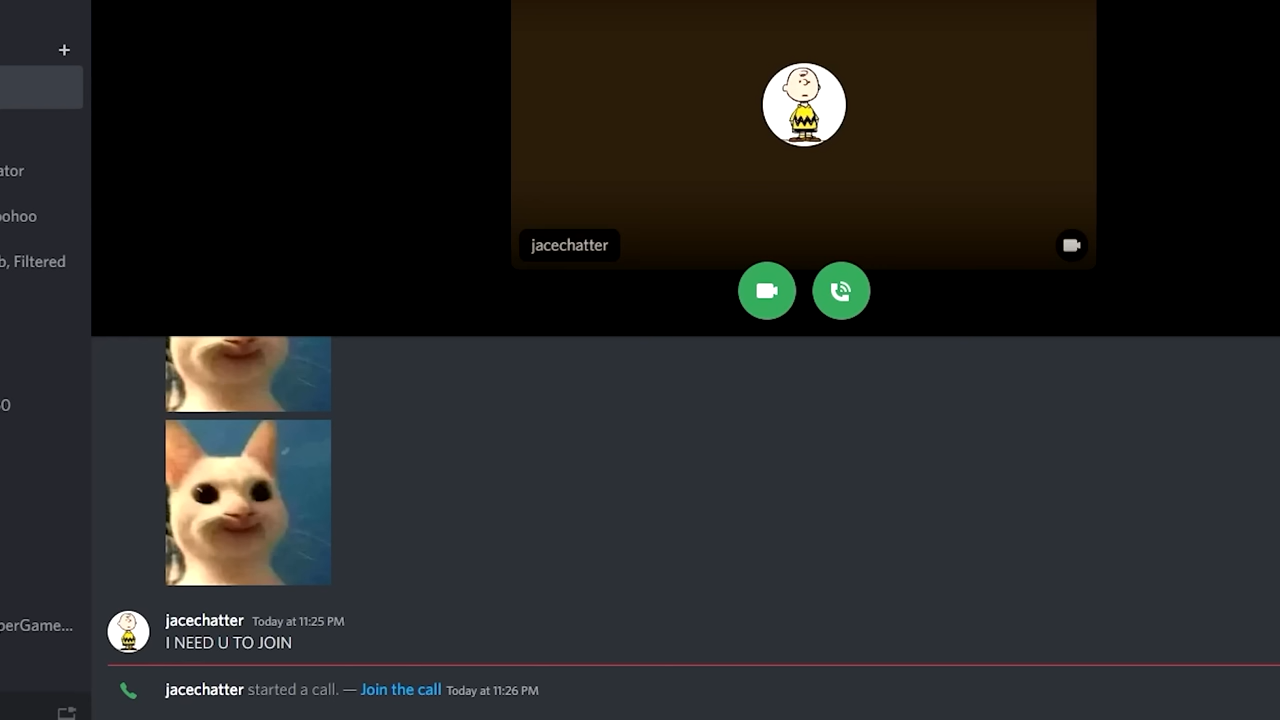 ator
oohoo
b, Filtered
perGame...
jacechatter
jacechatter Today at 11:25 PM
I NEED U TO JOIN
jacechatter started a call. — Join the call Today at 11:26 PM